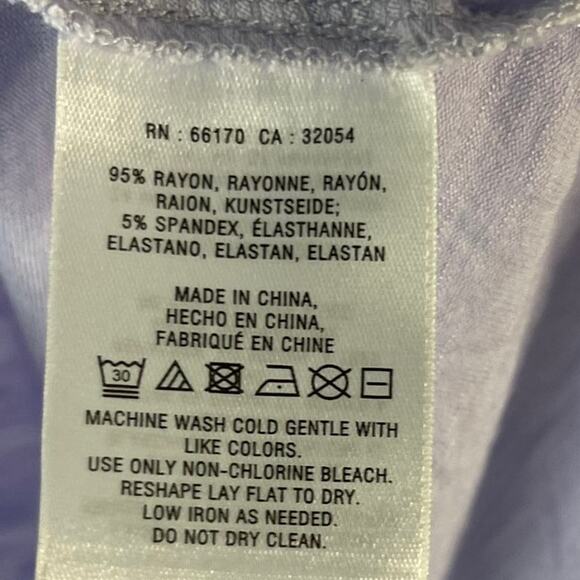 RN : 66170 CA : 32054
95% RAYON, RAYONNE, RAYÓN,
RAION, KUNSTSEIDE;
5% SPANDEX, ÉLASTHANNE,
ELASTANO, ELASTAN, ELASTAN
MADE IN CHINA,
HECHO EN CHINA,
FABRIQUÉ EN CHINE
30
MACHINE WASH COLD GENTLE WITH
LIKE COLORS.
USE ONLY NON-CHLORINE BLEACH.
RESHAPE LAY FLAT TO DRY.
LOW IRON AS NEEDED.
DO NOT DRY CLEAN.